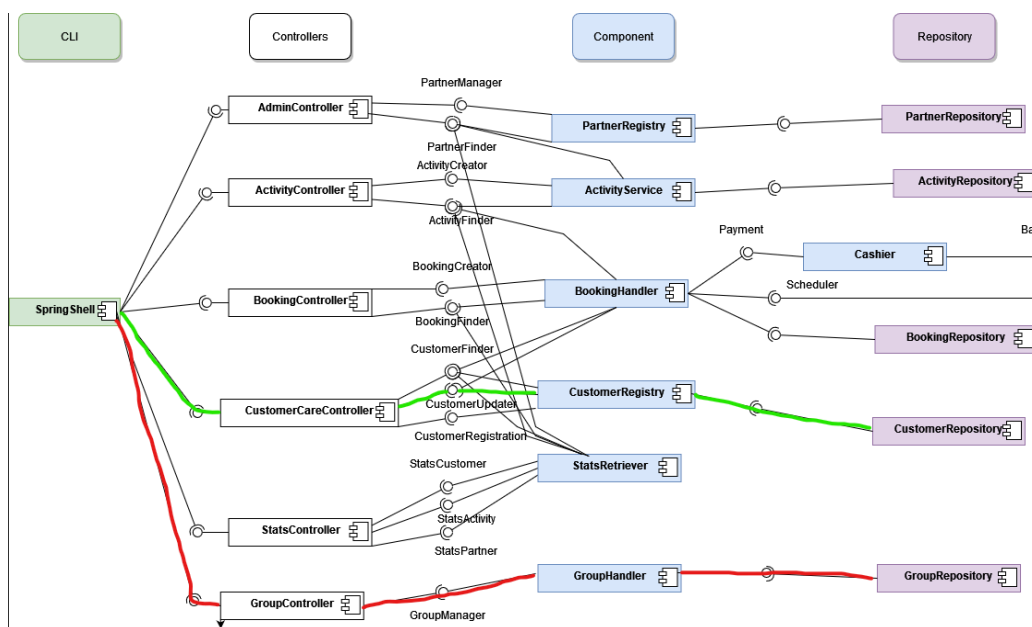 CLI
Controllers
Component
Repository
PartnerManager
AdminController
PartnerRegistry
PartnerRepository
PartnerFinder
ActivityCreator
ActivityController
ActivityService
ActivityRepository
ActivityFinder
Payment
Ba
Cashier
BookingCreator
BookingController
BookingHandler
Scheduler
SpringShell
BookingFinder
BookingRepository
CustomerFinder
CustomerRegistry
CustomerCareController
CustomerUpdater
CustomerRepository
CustomerRegistration
StatsCustomer
StatsRetriever
StatsActivity
StatsController
StatsPartner
GroupHandler
GroupRepository
GroupController
GroupManager